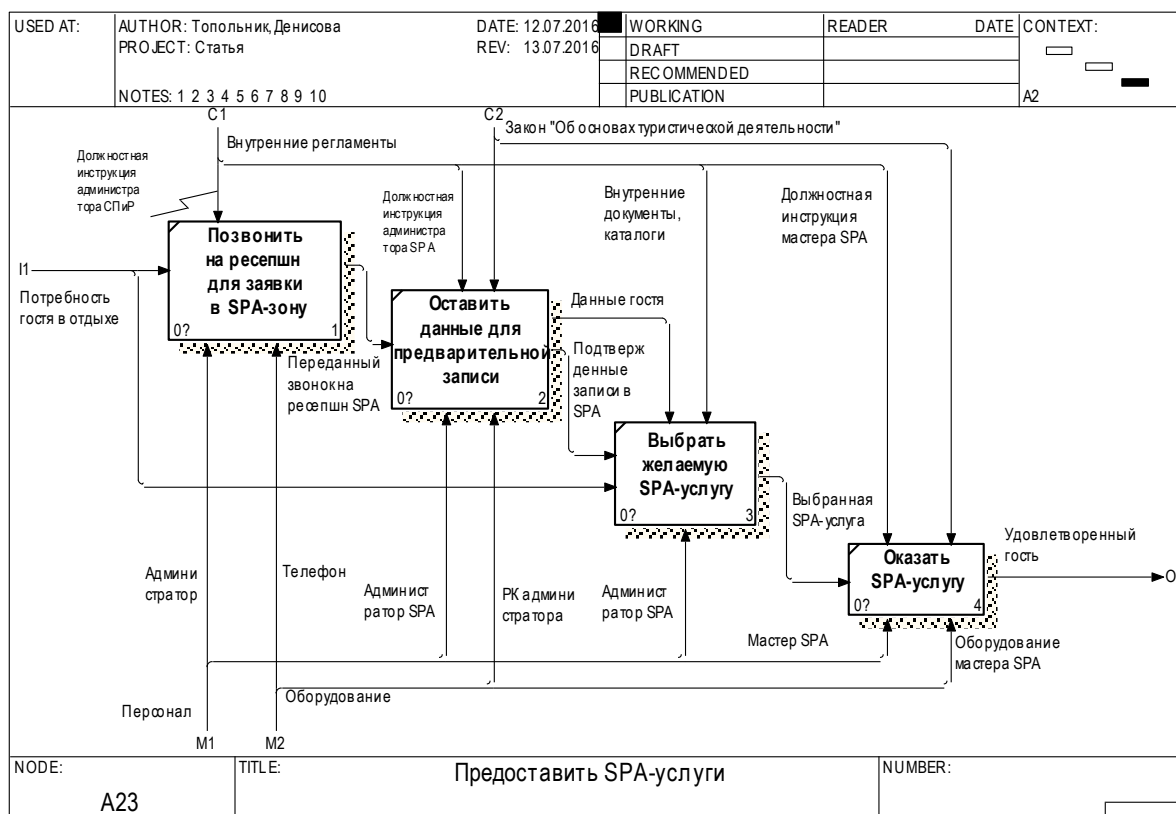 USED AT:
AUTHOR: Топольник,Денисова
DATE: 12.07.2016
PROJECT: Статья
REV: 13.07.2016
NOTES: 1 2 3 4 5 6 7 8 9 10
WORKING
DRAFT
RECOMMENDED
PUBLICATION
READER
DATE
CONTEXT:
A2
C1
C2
Внутренние регламенты
Закон "Об основах туристической деятельности"
Должностная
инструкция
администра
тора СПиР
Должностная
инструкция
администра
тора SPA
Внутренние
документы,
каталоги
Должностная
инструкция
мастера SPA
I1
Потребность
гостя в отдыхе
Позвонить
на ресепшн
для заявки
в SPA-зону
0?
1
Переданный
звонок на
ресепшн SPA
Оставить
данные для
предварительной
записи
0?
2
Данные гостя
Подтверж
денные
записи в
SPA
Выбрать
желаемую
SPA-услугу
0?
3
Выбранная
SPA-услуга
Оказать
SPA-услугу
0?
4
Удовлетворенный
гость
O
Админи
стратор
Телефон
Админист
ратор SPA
РК админи
стратора
Админист
ратор SPA
Мастер SPA
Оборудование
мастера SPA
Оборудование
Персонал
M1
M2
NODE:
A23
TITLE:
Предоставить SPA-услуги
NUMBER: